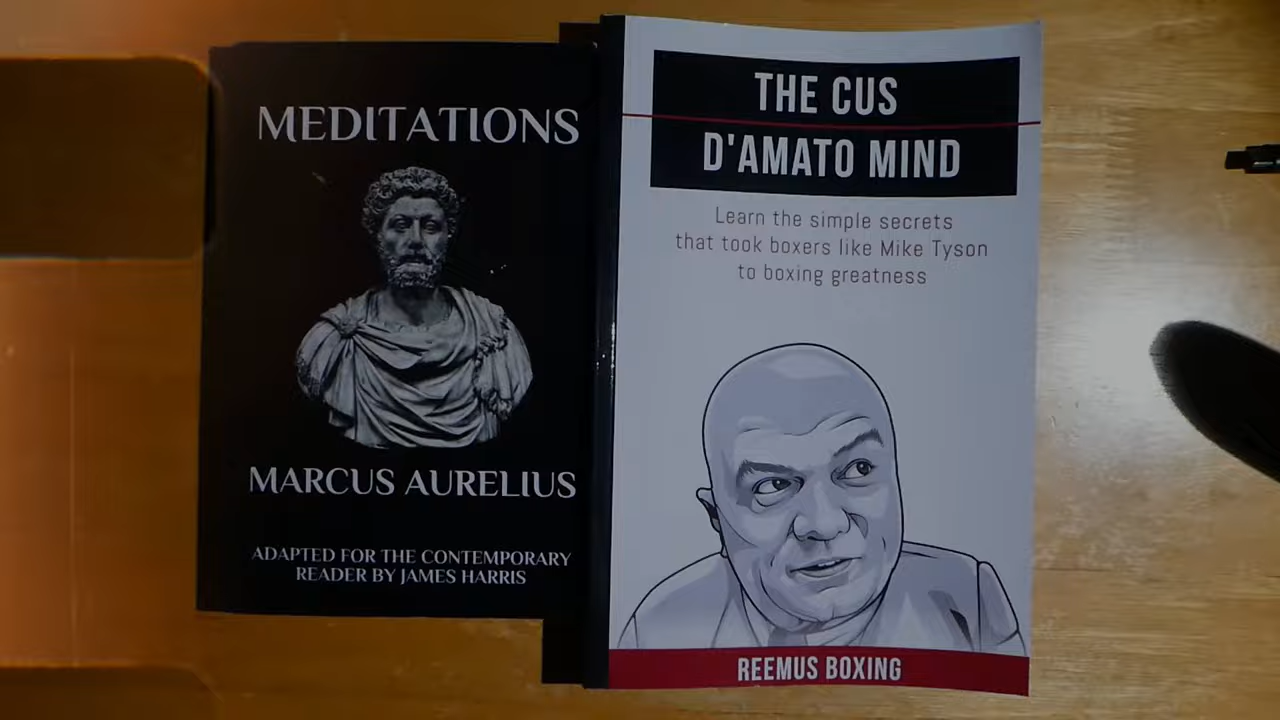 MEDITATIONS
MARCUS AURELIUS
ADAPTED FOR THE CONTEMPORARY
READER BY JAMES HARRIS
THE CUS
D'AMATO MIND
Learn the simple secrets
that took boxers like Mike Tyson
to boxing greatness
REEMUS BOXING